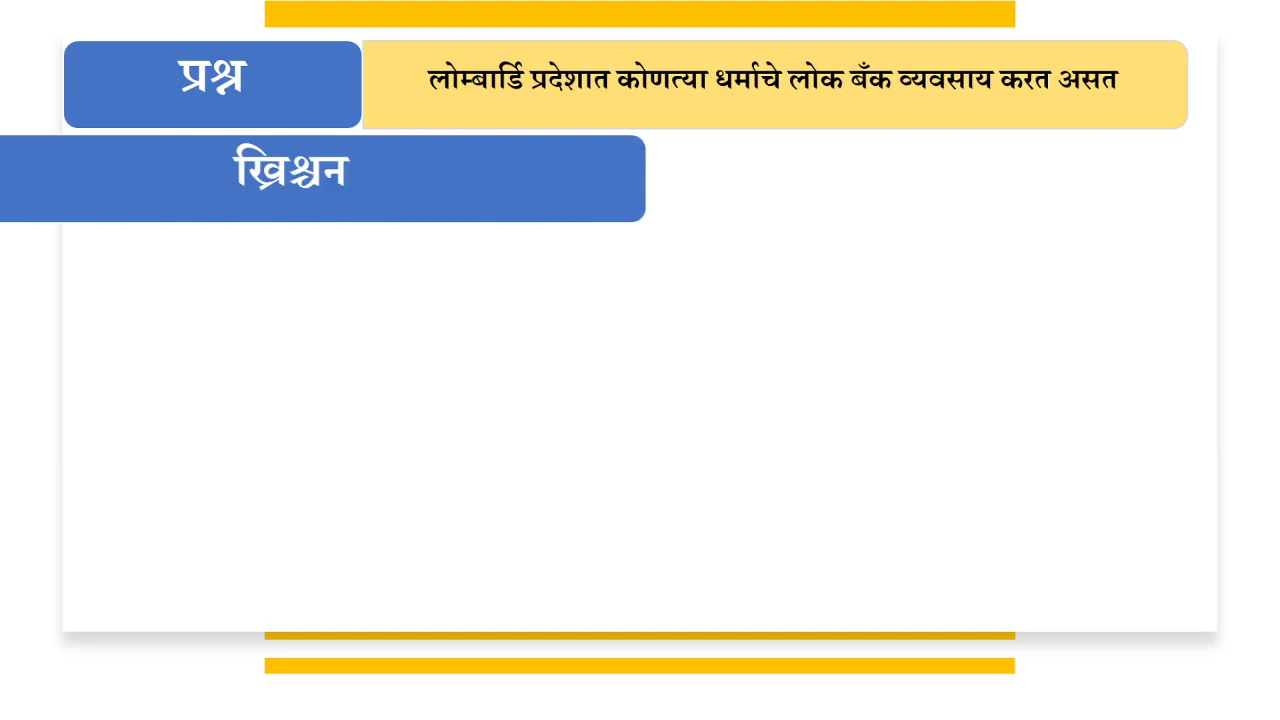 प्रश्न
लोम्बार्डि प्रदेशात कोणत्या धर्माचे लोक बँक व्यवसाय करत असत
ख्रिश्चन